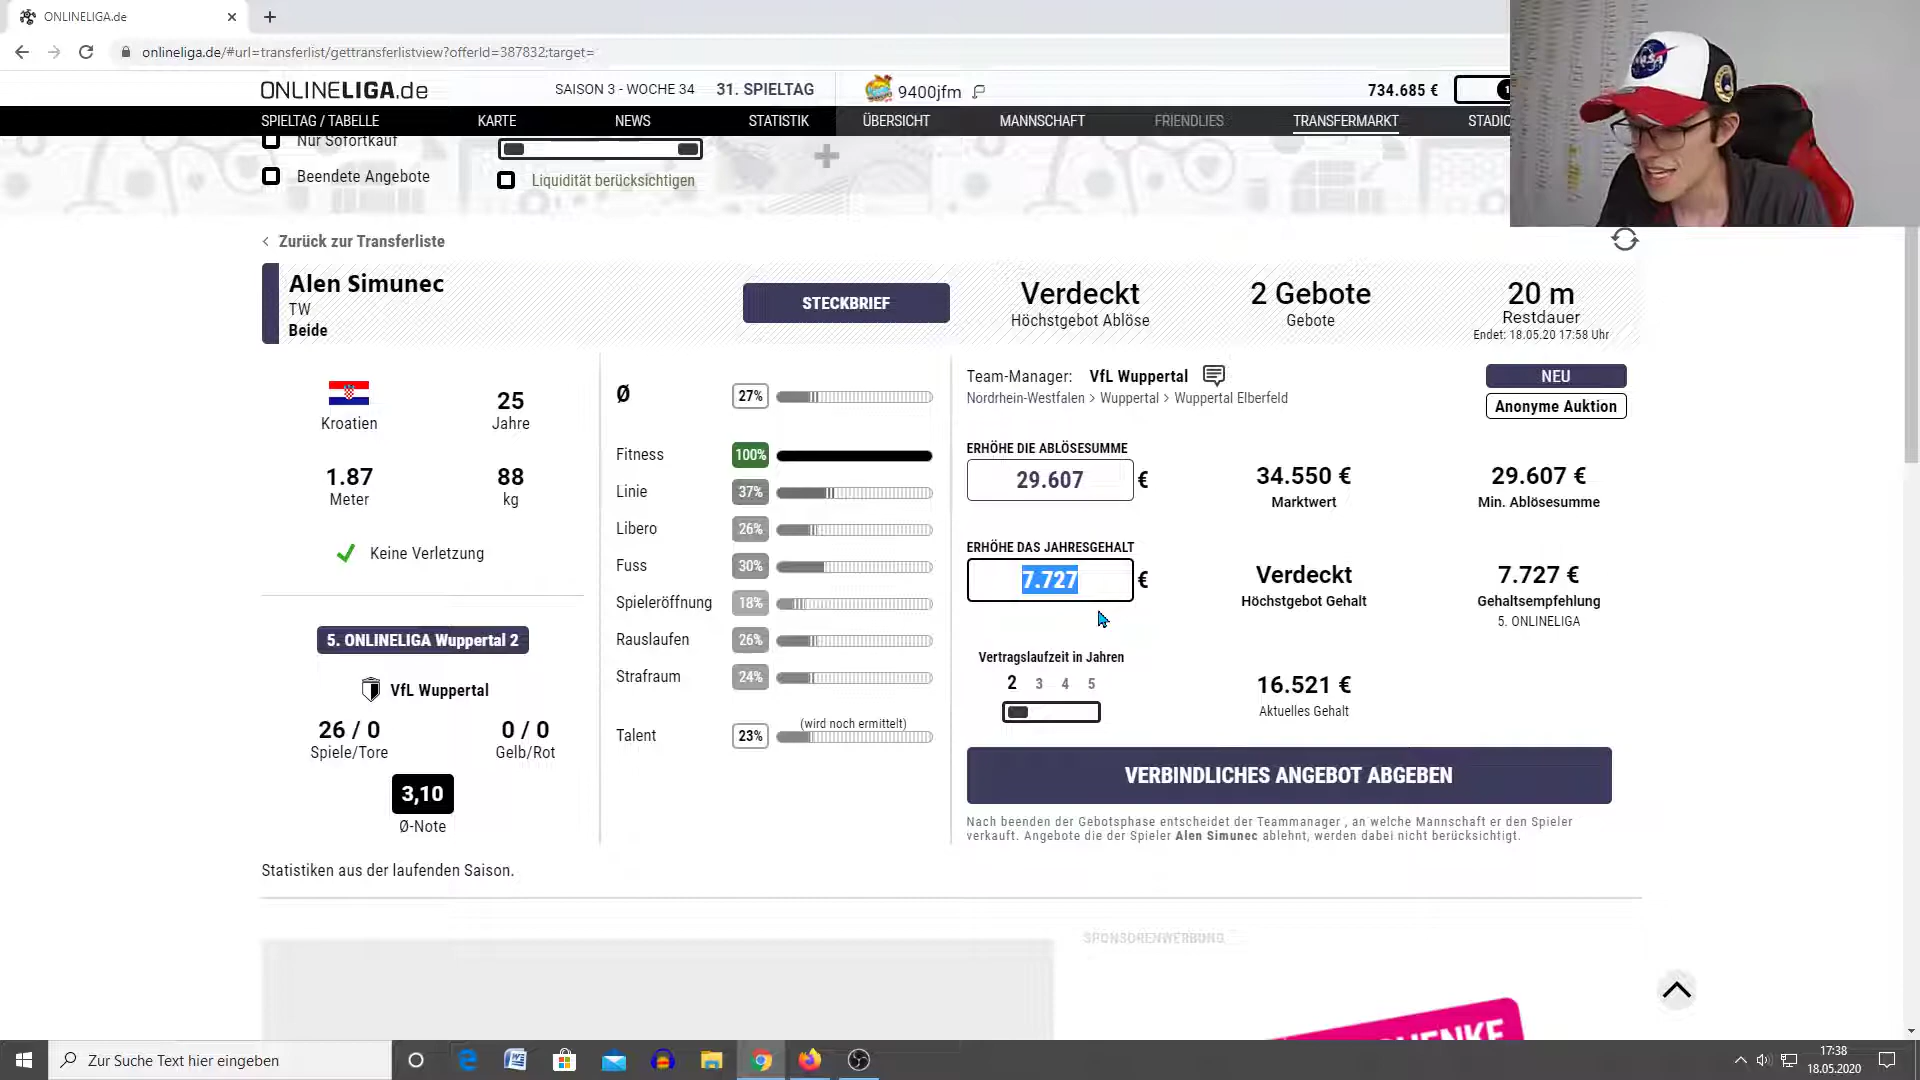 ONLINELIGA.de
onlineliga.de/#url=transferlist/gettransferlistview?offerId=387832;target=
ONLINELIGA.de
SAISON 3 - WOCHE 34
31. SPIELTAG
9400jfm
734.685 €
SPIELTAG / TABELLE
KARTE
NEWS
STATISTIK
ÜBERSICHT
MANNSCHAFT
FRIENDLIES
TRANSFERMARKT
Nur Sofortkauf
Beendete Angebote
Liquidität berücksichtigen
NASA
Zurück zur Transferliste
Alen Simunec
TW
Beide
STECKBRIEF
Verdeckt
Höchstgebot Ablöse
2 Gebote
Gebote
20 m
Restdauer
Endet: 18.05.20 17:58 Uhr
Kroatien
25
Jahre
1.87
Meter
88
kg
Keine Verletzung
5. ONLINELIGA Wuppertal 2
VfL Wuppertal
26 / 0
Spiele/Tore
0 / 0
Gelb/Rot
3,10
Ø-Note
Statistiken aus der laufenden Saison.
Ø 27%
Fitness 100%
Linie 37%
Libero 26%
Fuss 30%
Spieleröffnung 18%
Rauslaufen 26%
Strafraum 24%
(wird noch ermittelt)
Talent 23%
Team-Manager: VfL Wuppertal
Nordrhein-Westfalen > Wuppertal > Wuppertal Elberfeld
NEU
Anonyme Auktion
ERHÖHE DIE ABLÖSESUMME
29.607 €
34.550 €
Marktwert
29.607 €
Min. Ablösesumme
ERHÖHE DAS JAHRESGEHALT
7.727 €
Verdeckt
Höchstgebot Gehalt
7.727 €
Gehaltsempfehlung
5. ONLINELIGA
Vertragslaufzeit in Jahren
2 3 4 5
16.521 €
Aktuelles Gehalt
VERBINDLICHES ANGEBOT ABGEBEN
Nach beenden der Gebotsphase entscheidet der Teammanager , an welche Mannschaft er den Spieler
verkauft. Angebote die der Spieler Alen Simunec ablehnt, werden dabei nicht berücksichtigt.
SPONSORENWERBUNG
Zur Suche Text hier eingeben
17:38
18.05.2020